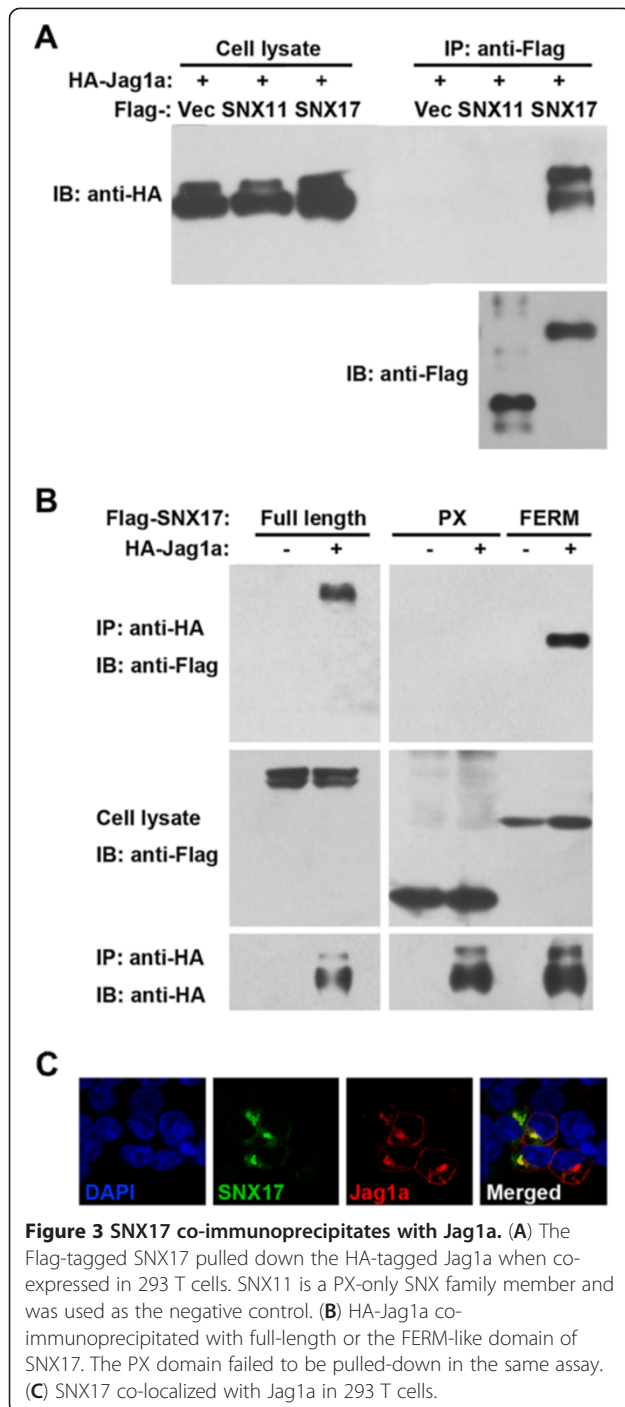 A
Cell lysate IP: anti-Flag
HA-Jag1a: + + + + + +
Flag-: Vec SNX11 SNX17 Vec SNX11 SNX17
IB: anti-HA
IB: anti-Flag
B
Flag-SNX17: Full length PX FERM
HA-Jag1a: - + - + - +
IP: anti-HA
IB: anti-Flag
Cell lysate
IB: anti-Flag
IP: anti-HA
IB: anti-HA
C
DAPI SNX17 Jag1a Merged
Figure 3 SNX17 co-immunoprecipitates with Jag1a. (A) The
Flag-tagged SNX17 pulled down the HA-tagged Jag1a when co-
expressed in 293 T cells. SNX11 is a PX-only SNX family member and
was used as the negative control. (B) HA-Jag1a co-
immunoprecipitated with full-length or the FERM-like domain of
SNX17. The PX domain failed to be pulled-down in the same assay.
(C) SNX17 co-localized with Jag1a in 293 T cells.